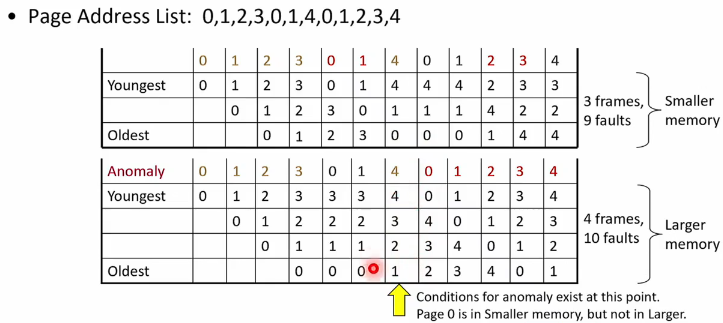 • Page Address List: 0,1,2,3,0,1,4,0,1,2,3,4
0 1 2 3 0 1 4 0 1 2 3 4
Youngest 0 1 2 3 0 1 4 4 4 2 3 3
0 1 2 3 0 1 1 1 4 2 2
Oldest 0 1 2 3 0 0 0 1 4 4
3 frames,
9 faults
Smaller
memory
Anomaly 0 1 2 3 0 1 4 0 1 2 3 4
Youngest 0 1 2 3 3 3 4 0 1 2 3 4
0 1 2 2 2 3 4 0 1 2 3
0 1 1 1 2 3 4 0 1 2
Oldest 0 0 0 1 2 3 4 0 1
4 frames,
10 faults
Larger
memory
Conditions for anomaly exist at this point.
Page 0 is in Smaller memory, but not in Larger.